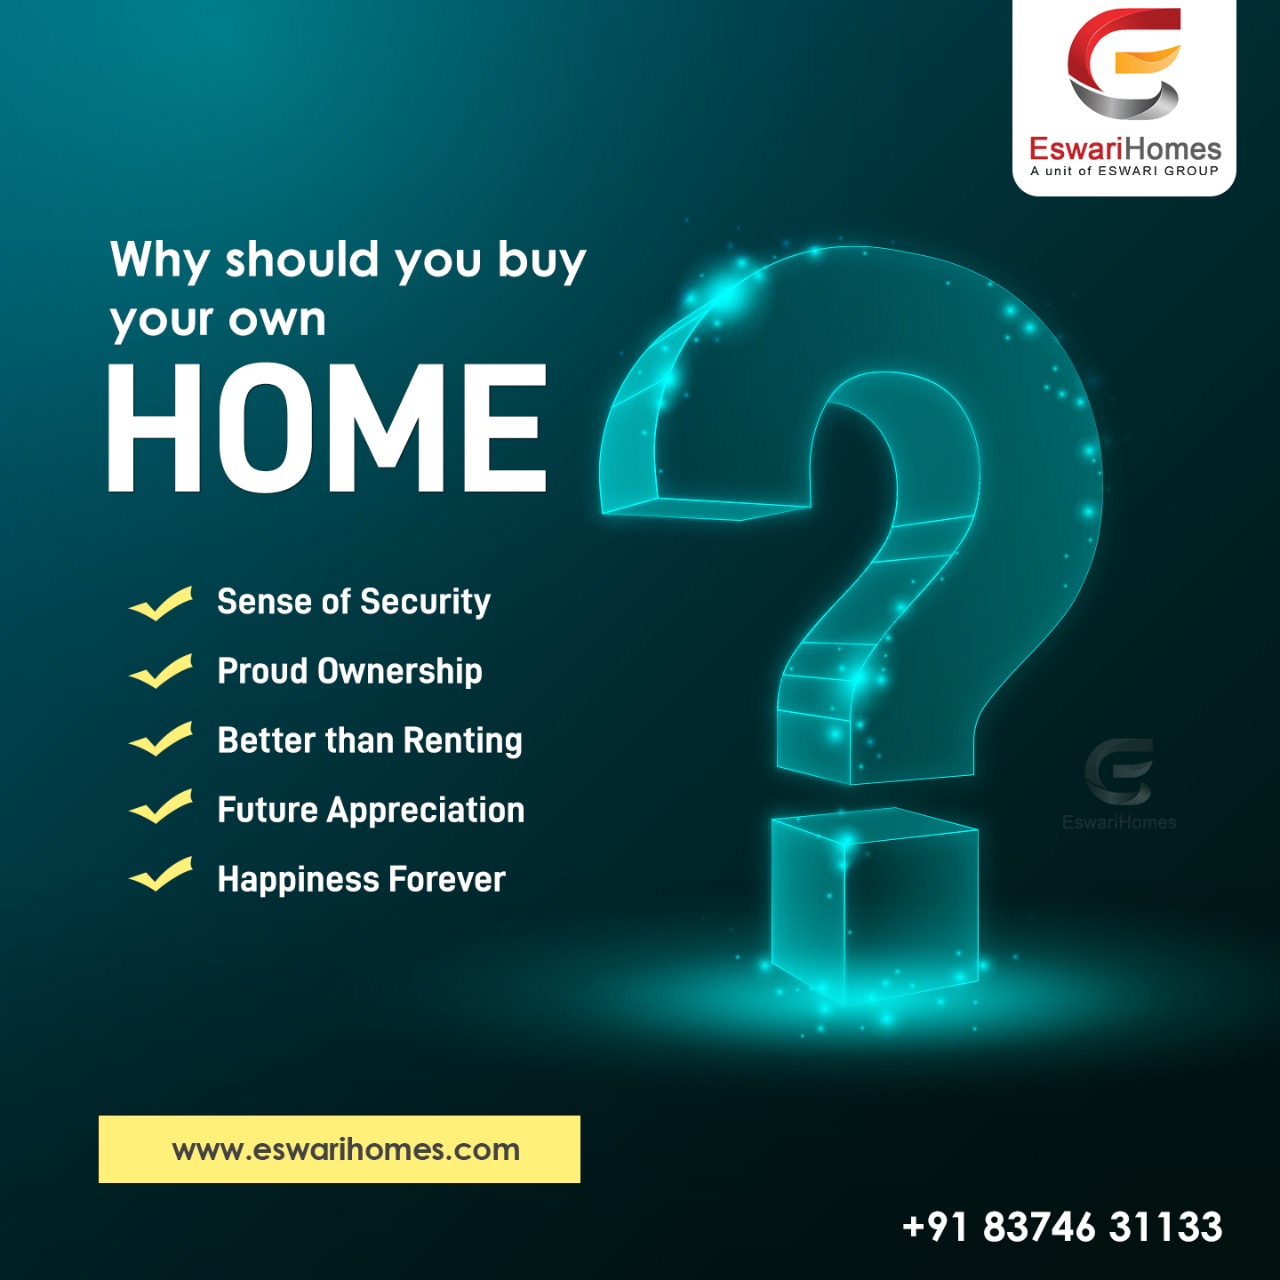 EswariHomes
A unit of ESWARI GROUP
Why should you buy
your own
HOME
Sense of Security
Proud Ownership
Better than Renting
Future Appreciation
Happiness Forever
EswariHomes
www.eswarihomes.com
+91 83746 31133